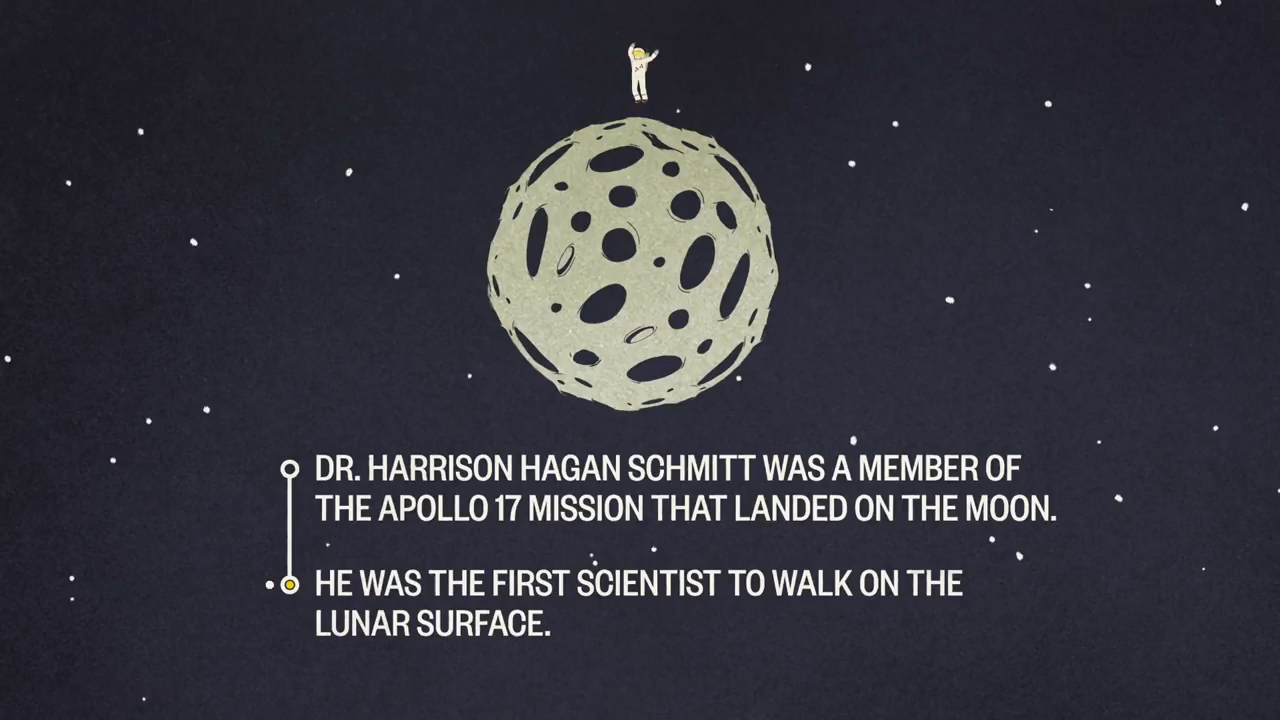 DR. HARRISON HAGAN SCHMITT WAS A MEMBER OF
THE APOLLO 17 MISSION THAT LANDED ON THE MOON.
HE WAS THE FIRST SCIENTIST TO WALK ON THE
LUNAR SURFACE.